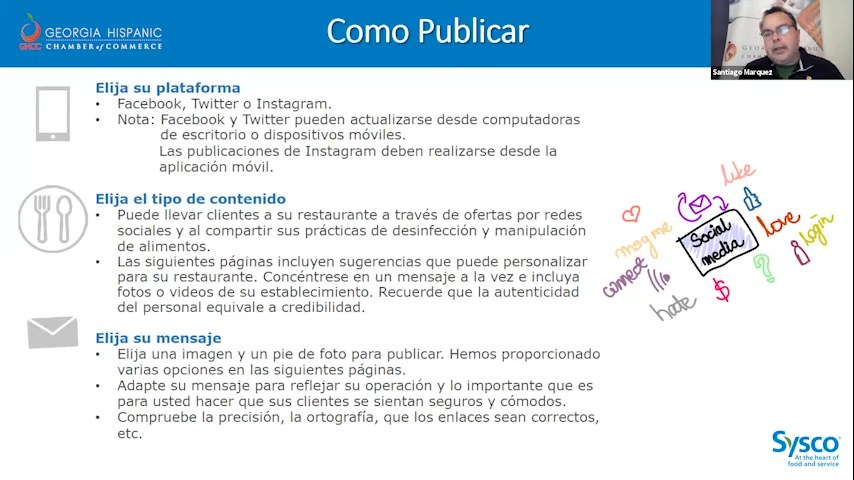 GEORGIA HISPANIC
GHCC CHAMBER of COMMERCE
Como Publicar
Santiago Marquez
Elija su plataforma
• Facebook, Twitter o Instagram.
• Nota: Facebook y Twitter pueden actualizarse desde computadoras
de escritorio o dispositivos móviles.
Las publicaciones de Instagram deben realizarse desde la
aplicación móvil.
Elija el tipo de contenido
• Puede llevar clientes a su restaurante a través de ofertas por redes
sociales y al compartir sus prácticas de desinfección y manipulación
de alimentos.
• Las siguientes páginas incluyen sugerencias que puede personalizar
para su restaurante. Concéntrese en un mensaje a la vez e incluya
fotos o videos de su establecimiento. Recuerde que la autenticidad
del personal equivale a credibilidad.
Elija su mensaje
• Elija una imagen y un pie de foto para publicar. Hemos proporcionado
varias opciones en las siguientes páginas.
• Adapte su mensaje para reflejar su operación y lo importante que es
para usted hacer que sus clientes se sientan seguros y cómodos.
• Compruebe la precisión, la ortografía, que los enlaces sean correctos,
etc.
like
love
login
Social
media
msg me
connect
hate
$
?
Sysco
At the heart of
food and service